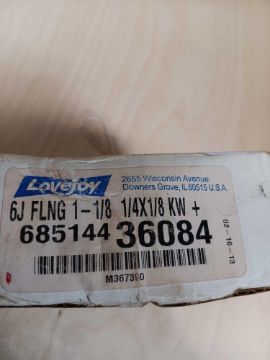 Lovejoy
2655 Wisconsin Avenue
Downers Grove, IL 60515 U.S.A.
6J FLNG 1-1/8 1/4X1/8 KW +
685144 36084
02-16-13
M367390